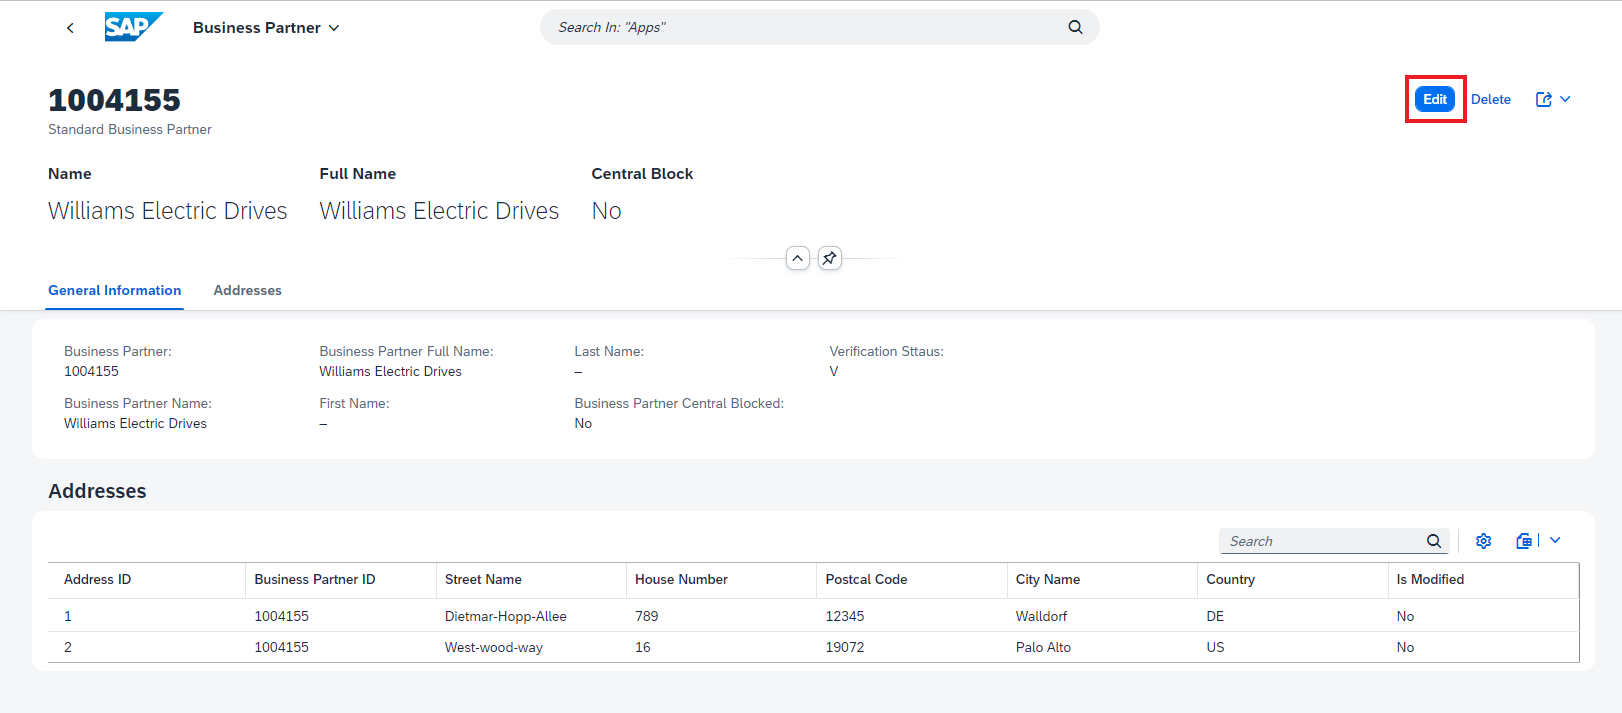 SAP Business Partner
Search In: "Apps"
1004155
Edit Delete
Standard Business Partner
Name Full Name Central Block
Williams Electric Drives Williams Electric Drives No
General Information Addresses
Business Partner: Business Partner Full Name: Last Name: Verification Sttaus:
1004155 Williams Electric Drives – V
Business Partner Name: First Name: Business Partner Central Blocked:
Williams Electric Drives – No
Addresses
Search
Address ID Business Partner ID Street Name House Number Postcal Code City Name Country Is Modified
1 1004155 Dietmar-Hopp-Allee 789 12345 Walldorf DE No
2 1004155 West-wood-way 16 19072 Palo Alto US No